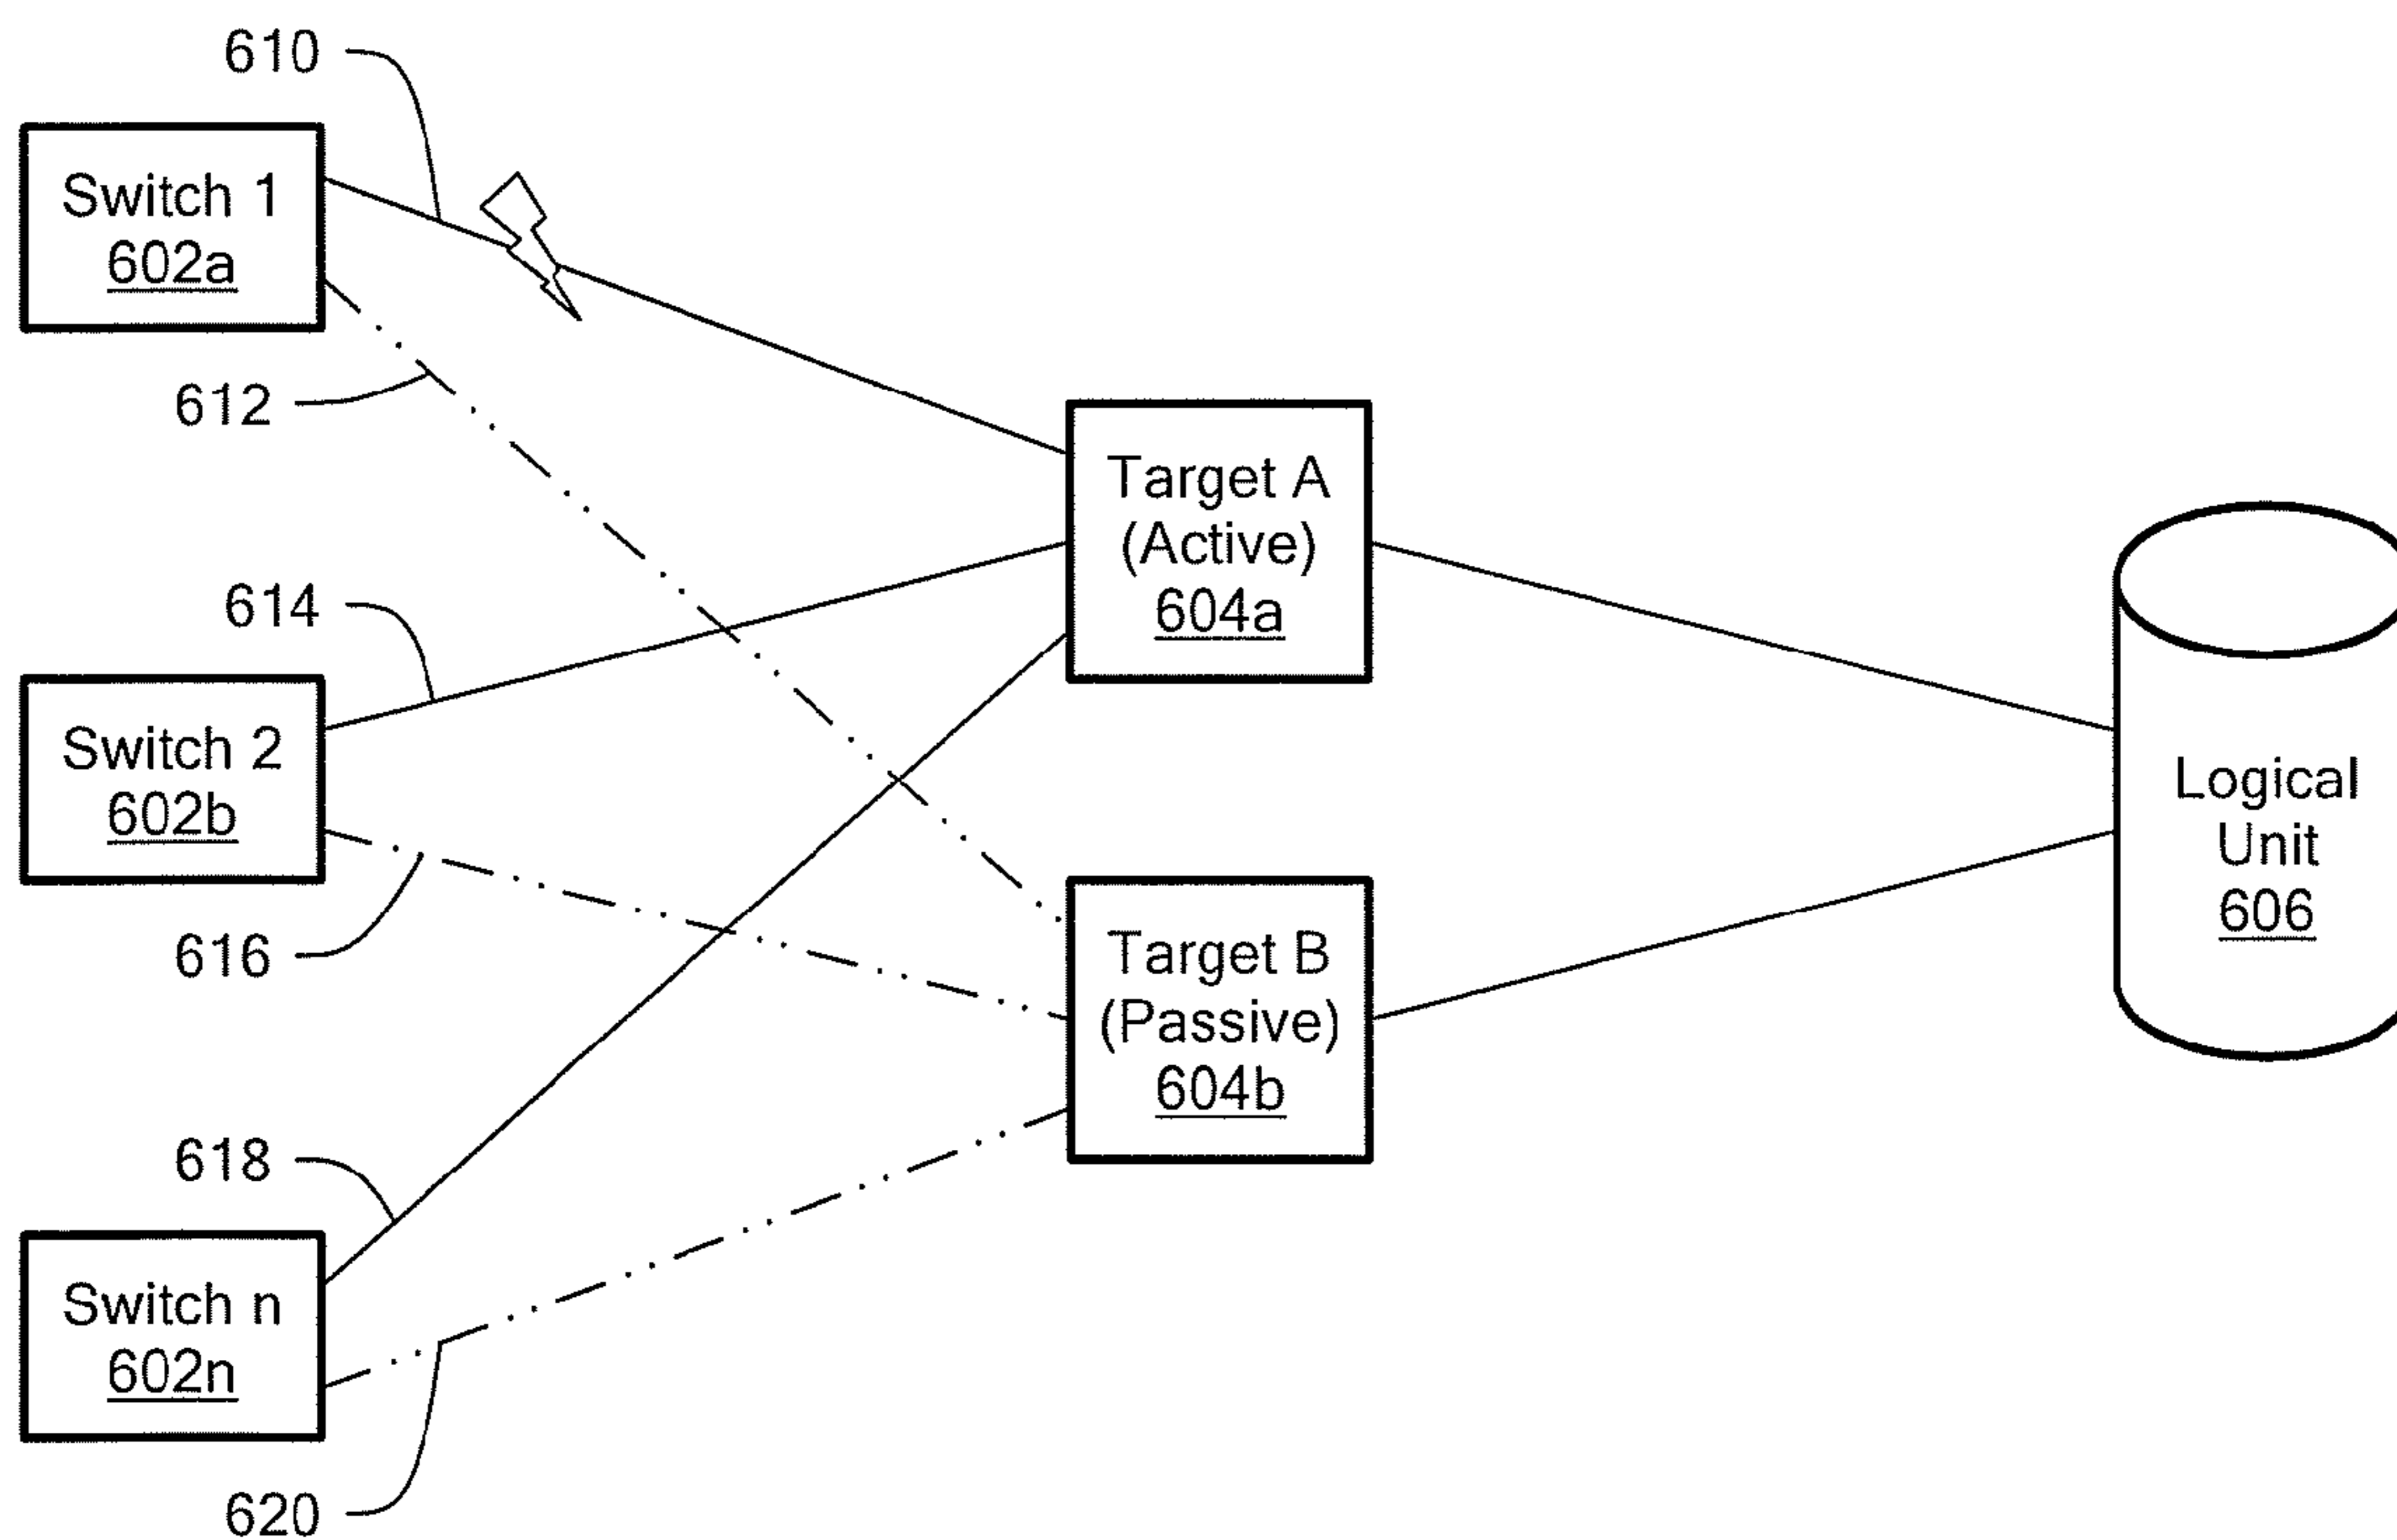 610
Switch 1
602a
612
Target A
(Active)
604a
614
Switch 2
602b
616
Logical
Unit
606
Target B
(Passive)
604b
618
Switch n
602n
620